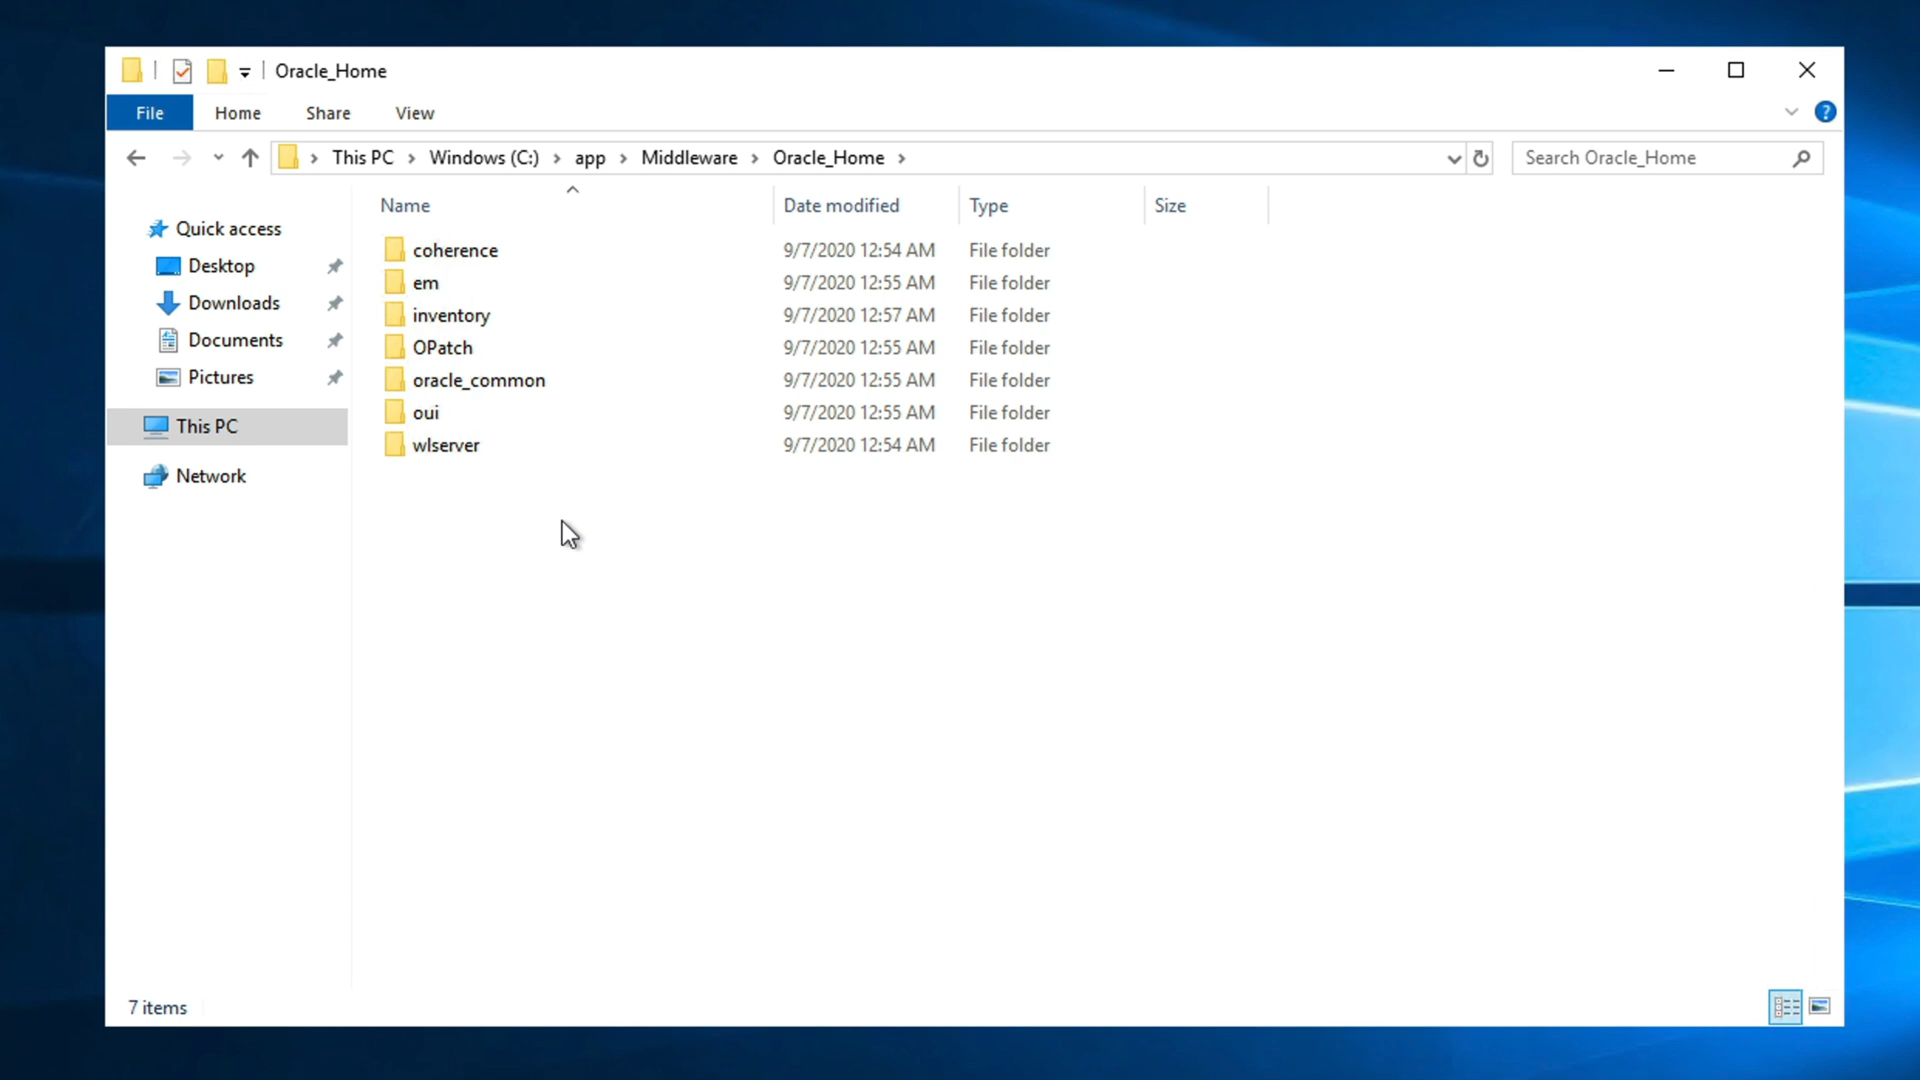 Oracle_Home
File Home Share View
This PC Windows (C:) app Middleware Oracle_Home
Search Oracle_Home
Name Date modified Type Size
Quick access
Desktop
Downloads
Documents
Pictures
This PC
Network
coherence 9/7/2020 12:54 AM File folder
em 9/7/2020 12:55 AM File folder
inventory 9/7/2020 12:57 AM File folder
OPatch 9/7/2020 12:55 AM File folder
oracle_common 9/7/2020 12:55 AM File folder
oui 9/7/2020 12:55 AM File folder
wlserver 9/7/2020 12:54 AM File folder
7 items